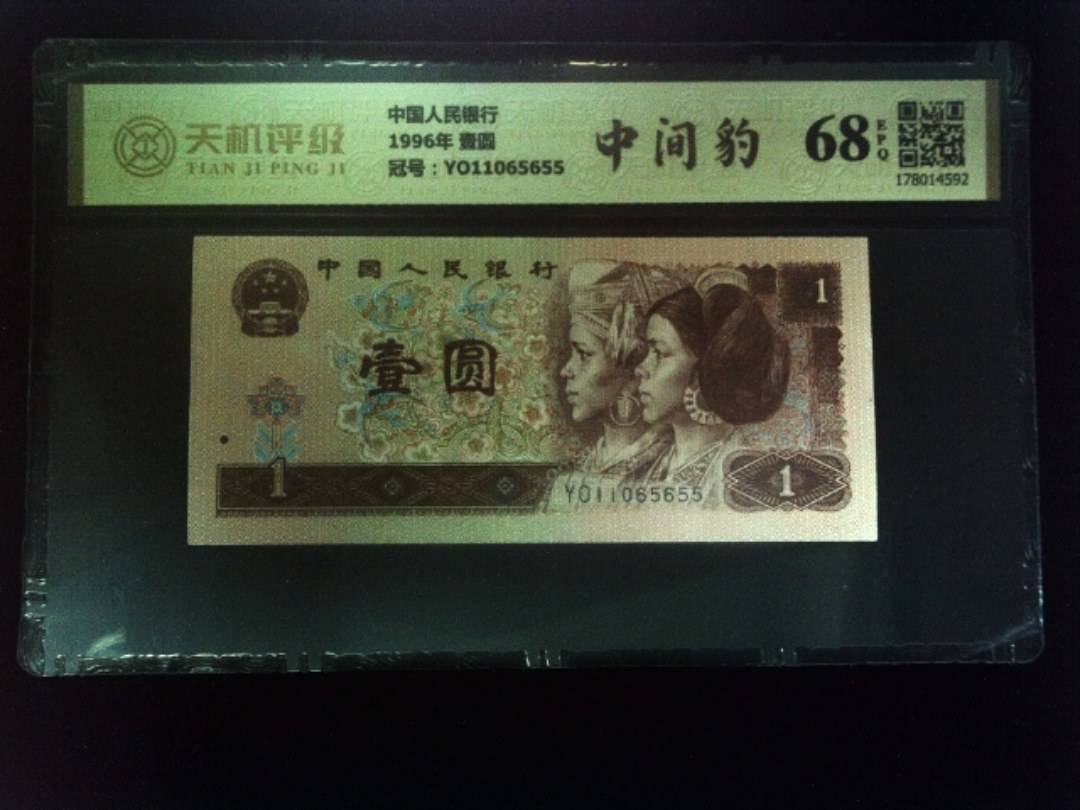 天机评级
TIAN JI PING JI
中国人民银行
1996年 壹圆
冠号：YO11065655
中间豹
68
EPQ
178014592
中国人民银行
1
壹圆
1
YO11065655
1